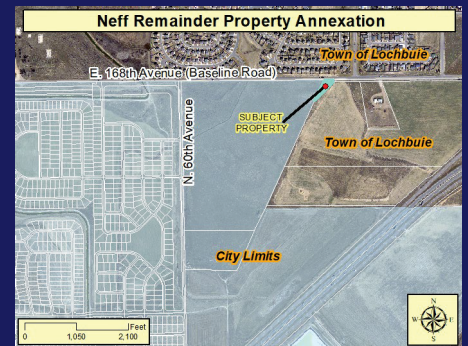 Neff Remainder Property Annexation
Town of Lochbuie
E. 168th Avenue (Baseline Road)
N. 60th Avenue
SUBJECT
PROPERTY
Town of Lochbuie
City Limits
Feet
0 1,050 2,100
N
W E
S